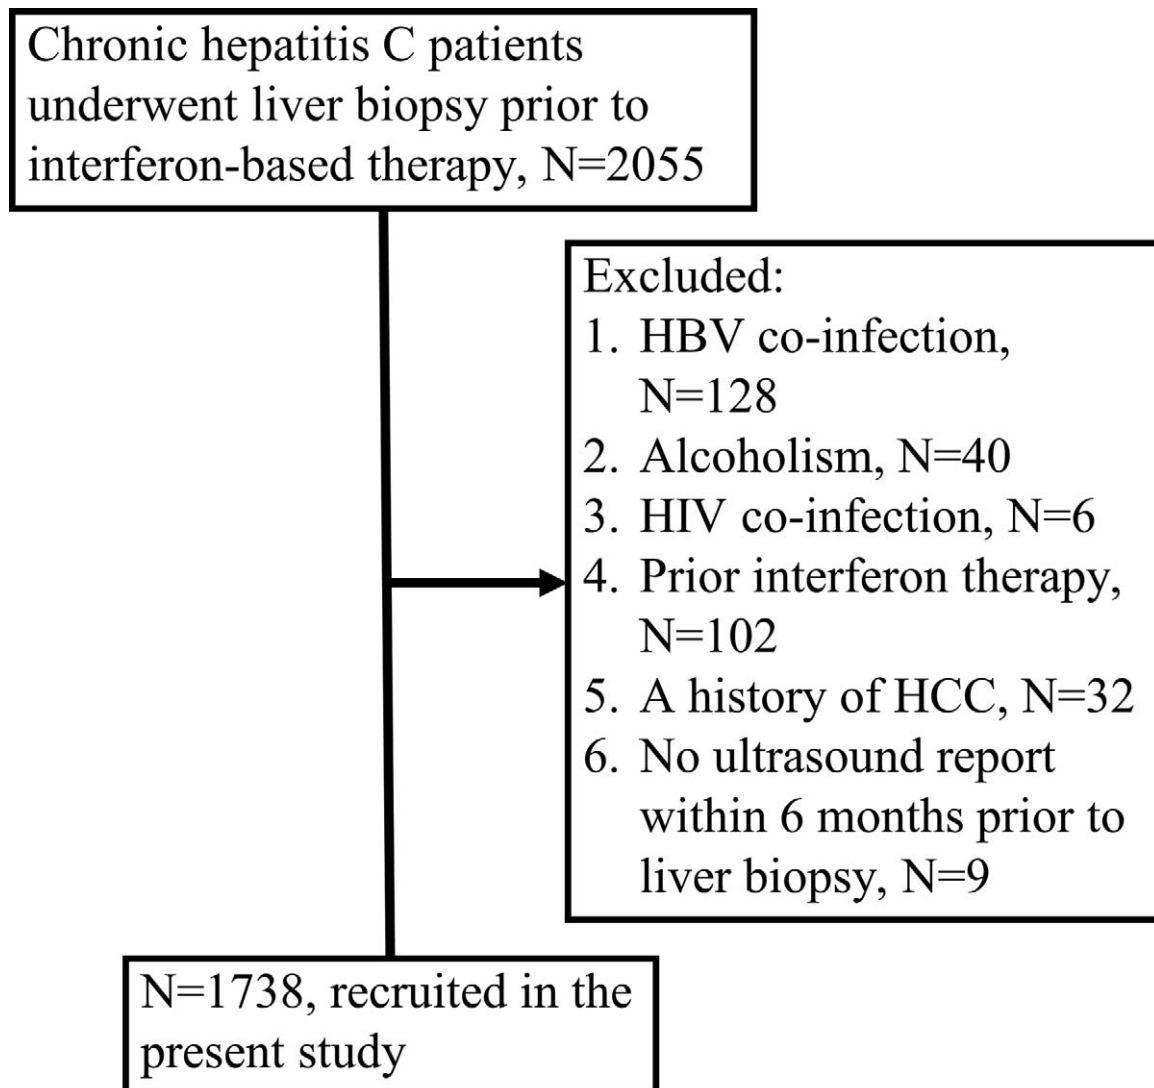 Chronic hepatitis C patients
underwent liver biopsy prior to
interferon-based therapy, N=2055
Excluded:
1. HBV co-infection,
N=128
2. Alcoholism, N=40
3. HIV co-infection, N=6
4. Prior interferon therapy,
N=102
5. A history of HCC, N=32
6. No ultrasound report
within 6 months prior to
liver biopsy, N=9
N=1738, recruited in the
present study